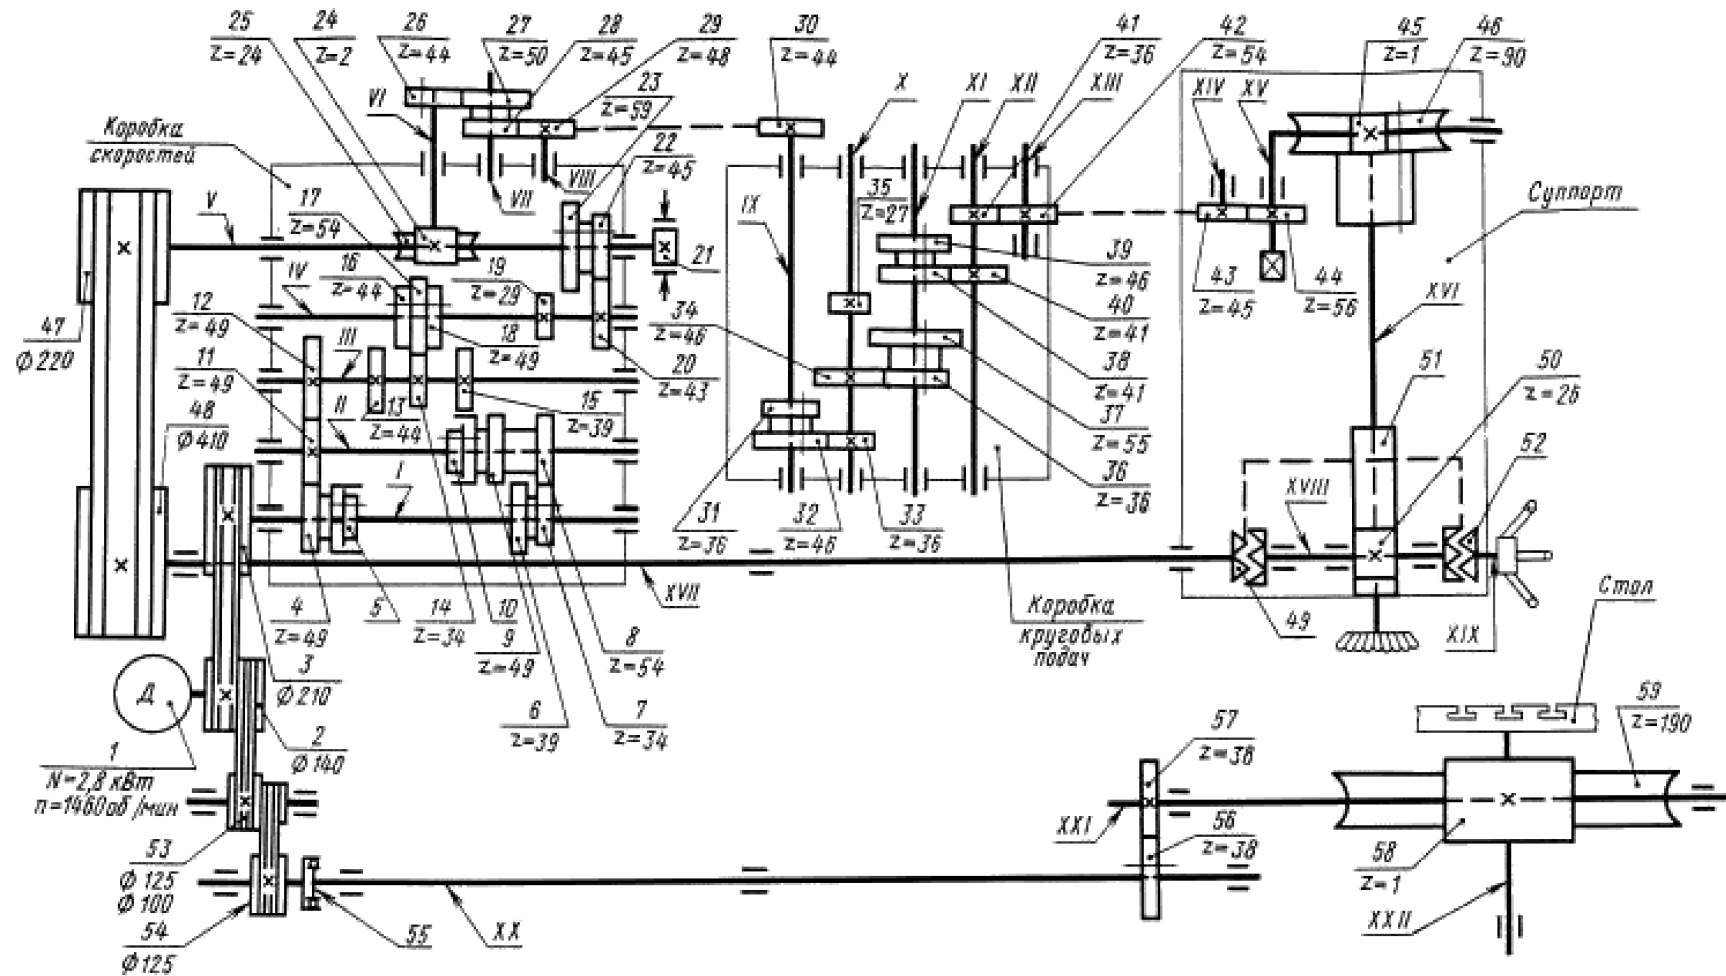 25
z=24
24
z=2
26
z=44
27
z=50
28
z=45
29
z=48
30
z=44
41
z=36
42
z=54
45
z=1
46
z=90
23
z=59
22
z=45
VI
X
XI
XII
XIII
XIV
XV
Коробка
скоростей
17
z=54
V
VII
VIII
IX
35
z=27
Суппорт
16
z=44
19
z=29
21
39
z=46
43
z=45
44
z=56
XVI
12
z=49
IV
34
z=46
40
z=41
47
ф220
11
z=49
III
18
z=49
20
z=43
38
z=41
51
50
z=26
48
ф410
II
13
z=44
15
z=39
37
z=55
52
I
36
z=36
XVIII
31
z=36
32
z=46
33
z=36
XVII
4
z=49
5
14
z=34
10
9
z=49
8
z=54
Коробка
круговых
подач
49
XIX
Стол
3
ф210
Д
1
N=2,8 кВт
n=1460об/мин
2
ф140
6
z=39
7
z=34
57
z=38
59
z=190
53
ф125
ф100
XXI
56
z=38
58
z=1
54
ф125
55
XX
XXII